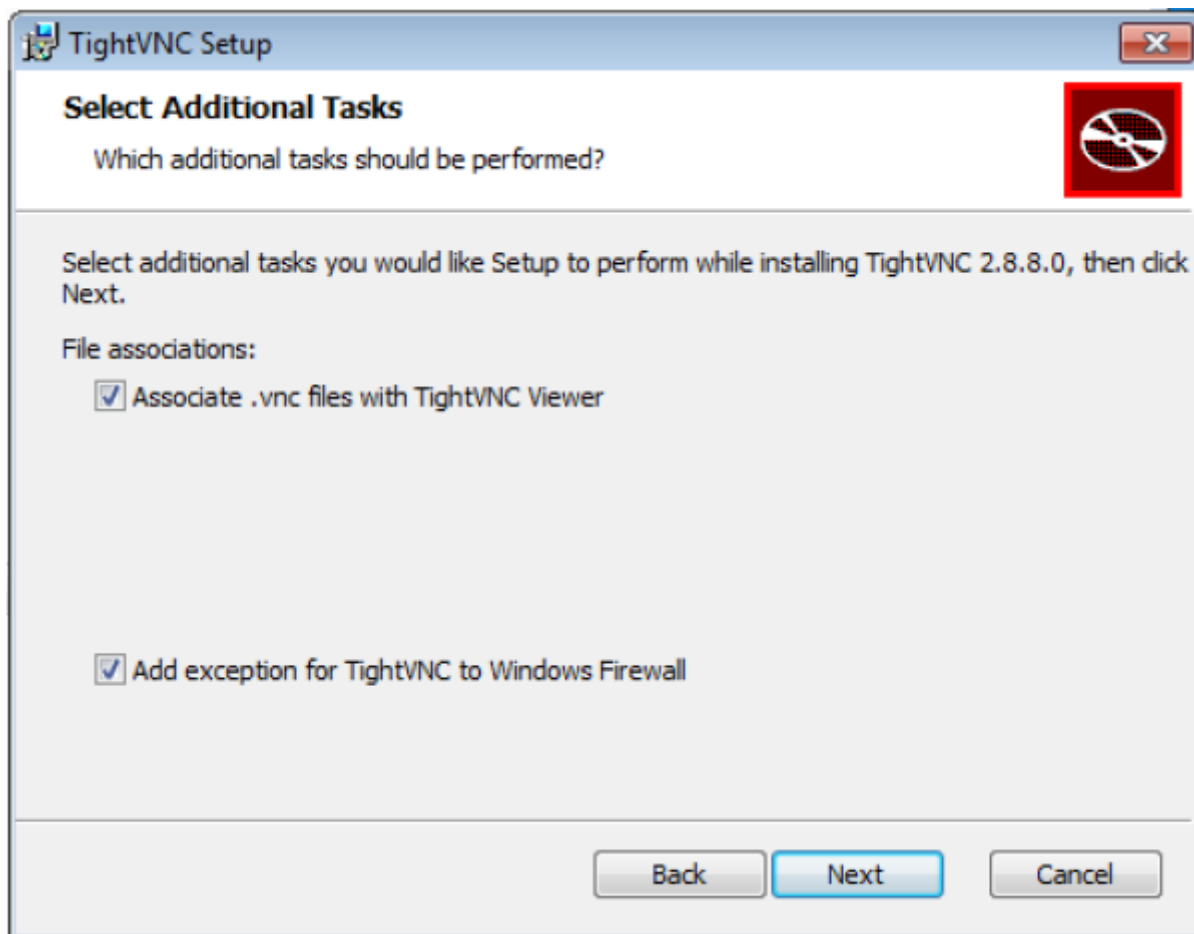 TightVNC Setup
Select Additional Tasks
Which additional tasks should be performed?
Select additional tasks you would like Setup to perform while installing TightVNC 2.8.8.0, then click
Next.
File associations:
Associate .vnc files with TightVNC Viewer
Add exception for TightVNC to Windows Firewall
Back
Next
Cancel